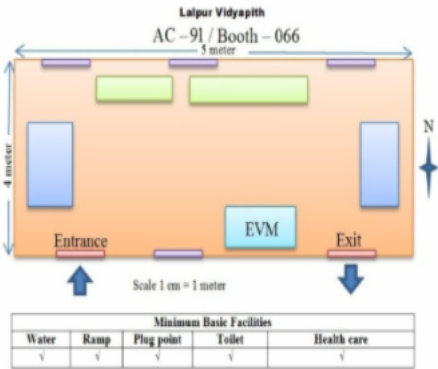 Lalpur Vidyapith
AC – 91 / Booth – 066
5 meter
4 meter
N
EVM
Entrance
Exit
Scale 1 cm = 1 meter
Minimum Basic Facilities
Water Ramp Plug point Toilet Health care
√ √ √ √ √